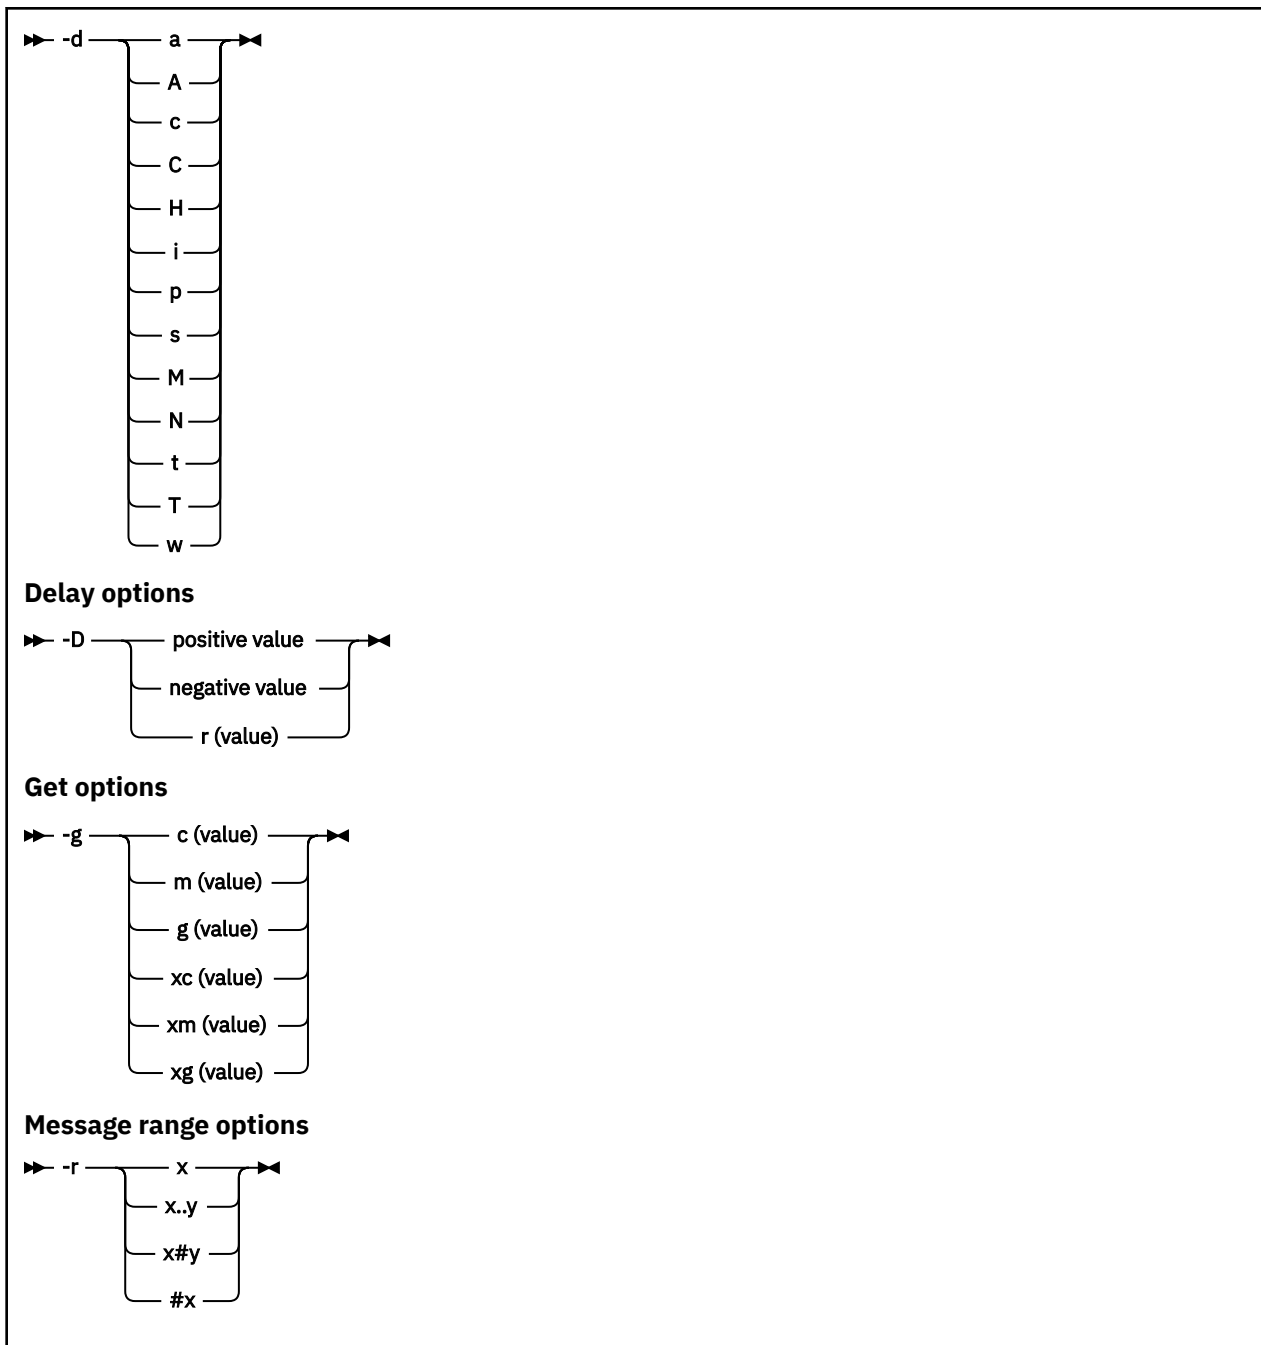 -d a
A
c
C
H
i
p
s
M
N
t
T
w
Delay options
-D positive value
negative value
r (value)
Get options
-g c (value)
m (value)
g (value)
xc (value)
xm (value)
xg (value)
Message range options
-r x
x..y
x#y
#x